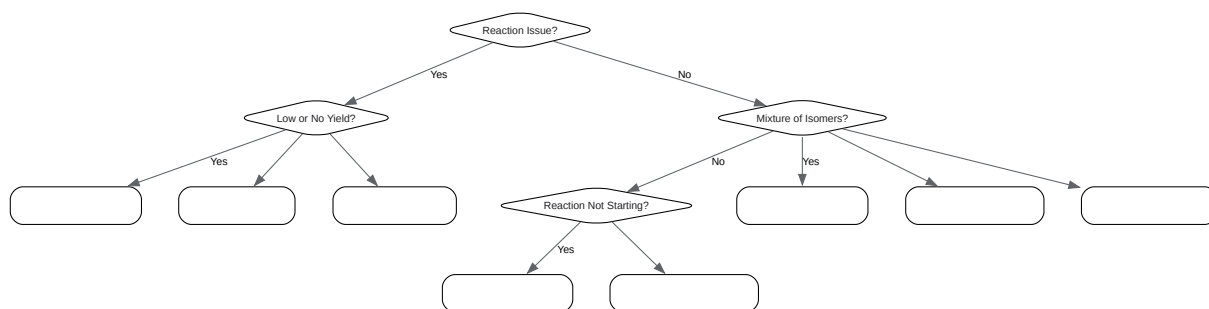 Reaction Issue?
Yes
No
Low or No Yield?
Mixture of Isomers?
Yes
No
Yes
Reaction Not Starting?
Yes